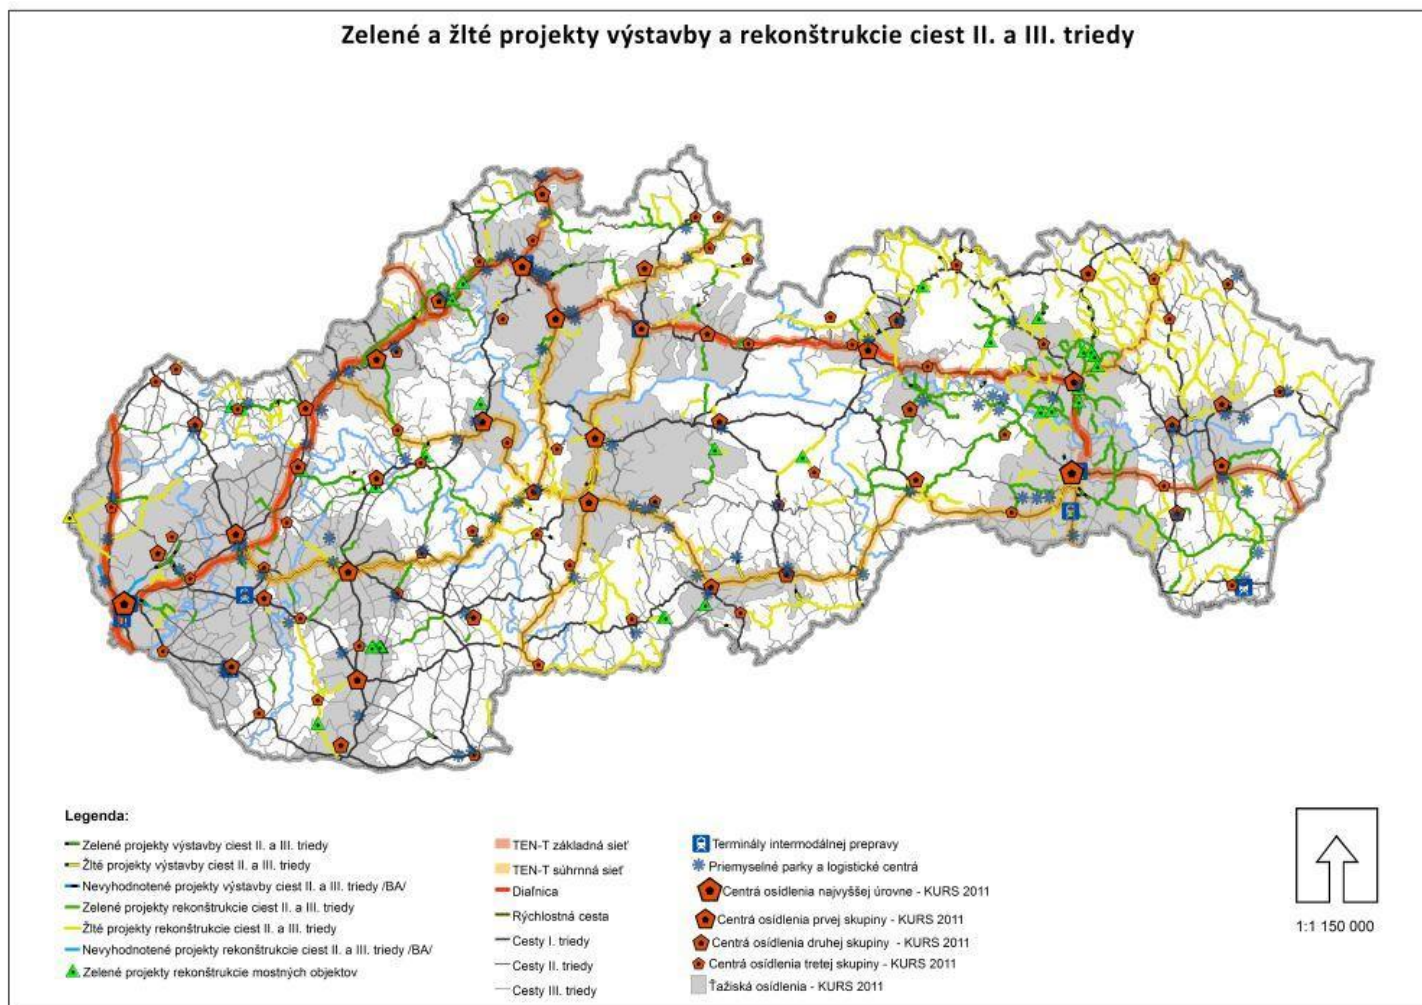 Zelené a žlté projekty výstavby a rekonštrukcie ciest II. a III. triedy
Legenda:
Zelené projekty výstavby ciest II. a III. triedy
Žlté projekty výstavby ciest II. a III. triedy
Nevyhodnotené projekty výstavby ciest II. a III. triedy /BA/
Zelené projekty rekonštrukcie ciest II. a III. triedy
Žlté projekty rekonštrukcie ciest II. a III. triedy
Nevyhodnotené projekty rekonštrukcie ciest II. a III. triedy /BA/
Zelené projekty rekonštrukcie mostných objektov
TEN-T základná sieť
TEN-T súhrnná sieť
Diaľnica
Rýchlostná cesta
Cesty I. triedy
Cesty II. triedy
Cesty III. triedy
Terminály intermodálnej prepravy
Priemyselné parky a logistické centrá
Centrá osídlenia najvyššej úrovne - KURS 2011
Centrá osídlenia prvej skupiny - KURS 2011
Centrá osídlenia druhej skupiny - KURS 2011
Centrá osídlenia tretej skupiny - KURS 2011
Ťažiská osídlenia - KURS 2011
1:1 150 000